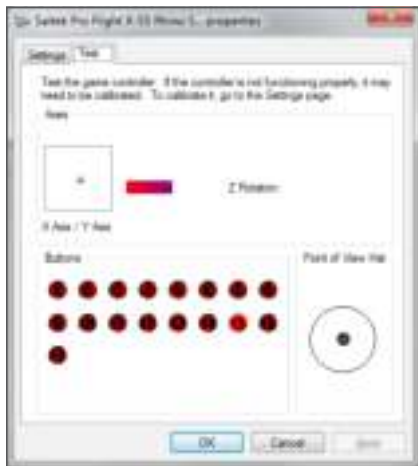 Saitek Pro Flight X-55 Rhino S... properties
Settings Test
Test the game controller. If the controller is not functioning properly, it may
need to be calibrated. To calibrate it, go to the Settings page.
Axes
Z Rotation
X Axis / Y Axis
Buttons
Point of View Hat
OK Cancel Apply